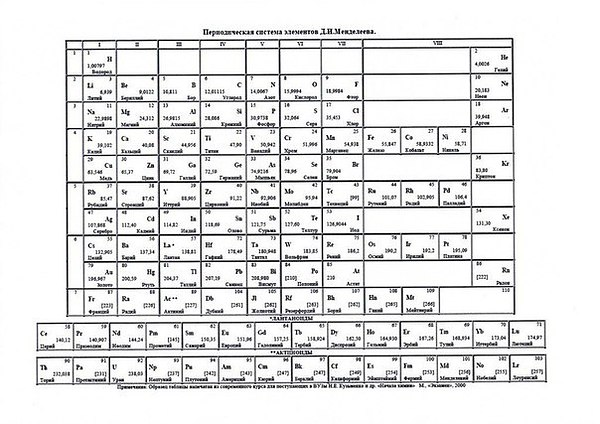 Периодическая система элементов Д.И.Менделеева.
I II III IV V VI VII VIII
1 1 H 2 He
1,00797 4,0026
Водород Гелий
2 3 4 5 6 7 8 9 10
Li Be B C N O F Ne
6,939 9,0122 10,811 12,01115 14,0067 15,9994 18,9984 20,183
Литий Бериллий Бор Углерод Азот Кислород Фтор Неон
3 11 12 13 14 15 16 17 18
Na Mg Al Si P S Cl Ar
22,9898 24,312 26,9815 28,086 30,9738 32,064 35,453 39,948
Натрий Магний Алюминий Кремний Фосфор Сера Хлор Аргон
4 19 20 21 22 23 24 25 26 27 28
K Ca Sc Ti V Cr Mn Fe Co Ni
39,102 40,08 44,956 47,90 50,942 51,996 54,938 55,847 58,9332 58,71
Калий Кальций Скандий Титан Ванадий Хром Марганец Железо Кобальт Никель
29 30 31 32 33 34 35 36
Cu Zn Ga Ge As Se Br Kr
63,546 65,37 69,72 72,59 74,9216 78,96 79,904 83,80
Медь Цинк Галлий Германий Мышьяк Селен Бром Криптон
5 37 38 39 40 41 42 43 44 45 46
Rb Sr Y Zr Nb Mo Tc Ru Rh Pd
85,47 87,62 88,905 91,22 92,906 95,94 [99] 101,07 102,905 106,4
Рубидий Стронций Иттрий Цирконий Ниобий Молибден Технеций Рутений Родий Палладий
47 48 49 50 51 52 53 54
Ag Cd In Sn Sb Te I Xe
107,868 112,40 114,82 118,69 121,75 127,60 126,9044 131,30
Серебро Кадмий Индий Олово Сурьма Теллур Иод Ксенон
6 55 56 57 72 73 74 75 76 77 78
Cs Ba La* Hf Ta W Re Os Ir Pt
132,905 137,34 138,81 178,49 180,948 183,85 186,2 190,2 192,2 195,09
Цезий Барий Лантан Гафний Тантал Вольфрам Рений Осмий Иридий Платина
79 80 81 82 83 84 85 86
Au Hg Tl Pb Bi Po At Rn
196,967 200,59 204,37 207,19 208,980 [210] 210 [222]
Золото Ртуть Таллий Свинец Висмут Полоний Астат Радон
7 87 88 89 104 105 106 107 108 109 110
Fr Ra Ac** Db Jl Rf Bh Hn Mt
[223] [226] [227] [261] [262] [263] [262] [265] [266]
Франций Радий Актиний Дубний Жолиотий Резерфордий Борий Ганий Мейтнерий
*ЛАНТАНОИДЫ
58 59 60 61 62 63 64 65 66 67 68 69 70 71
Ce Pr Nd Pm Sm Eu Gd Tb Dy Ho Er Tm Yb Lu
140,12 140,907 144,24 [145] 150,35 151,96 157,25 158,924 162,50 164,930 167,26 168,934 173,04 174,97
Церий Празеодим Неодим Прометий Самарий Европий Гадолиний Тербий Диспрозий Гольмий Эрбий Тулий Иттербий Лютеций
**АКТИНОИДЫ
90 91 92 93 94 95 96 97 98 99 100 101 102 103
Th Pa U Np Pu Am Cm Bk Cf Es Fm Md No Lr
232,038 [231] 238,03 [237] [242] [243] [247] [247] [249] [254] [253] [256] [255] [257]
Торий Протактиний Уран Нептуний Плутоний Америций Кюрий Берклий Калифорний Эйнштейний Фермий Менделевий Нобелий Лоуренсий
Примечание. Образец таблицы напечатан из современного курса для поступающих в ВУЗы Н.Е. Кузьменко и др. «Начала химии» М., «Экзамен», 2000